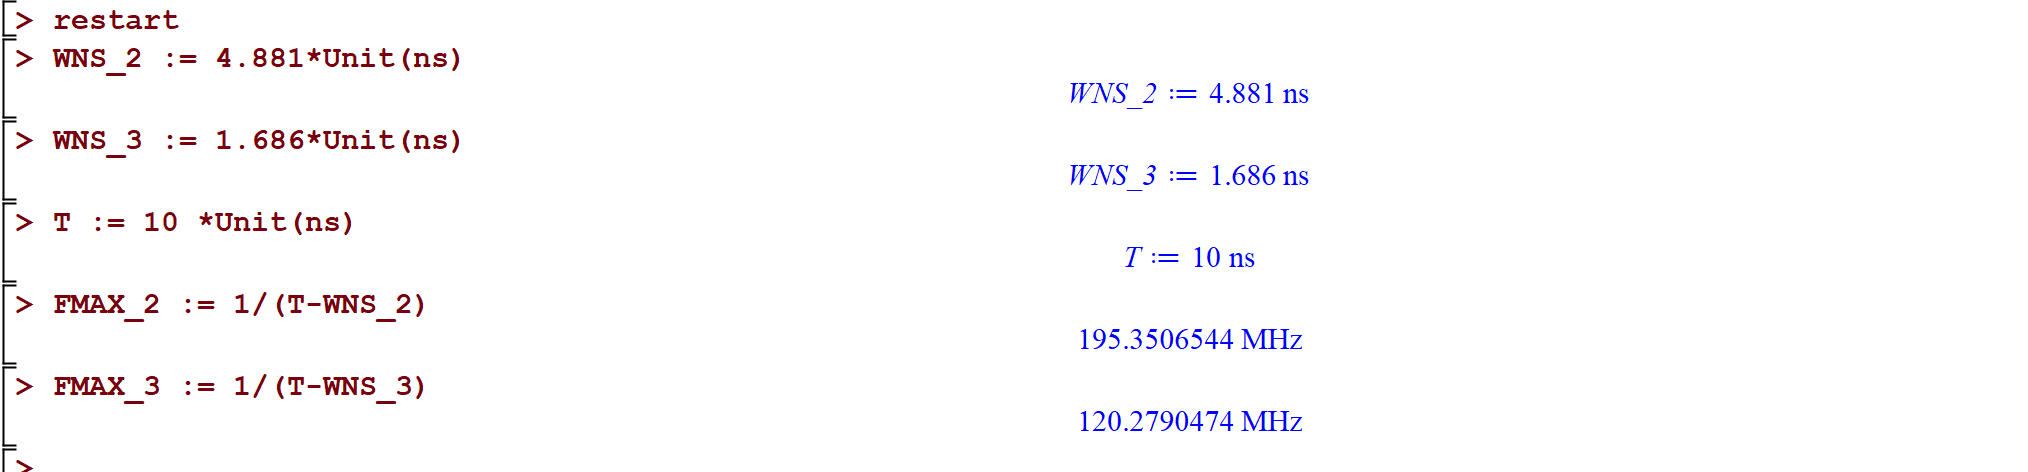 > restart
> WNS_2 := 4.881*Unit(ns)
WNS_2 := 4.881 ns
> WNS_3 := 1.686*Unit(ns)
WNS_3 := 1.686 ns
> T := 10 *Unit(ns)
T := 10 ns
> FMAX_2 := 1/(T-WNS_2)
195.3506544 MHz
> FMAX_3 := 1/(T-WNS_3)
120.2790474 MHz
>